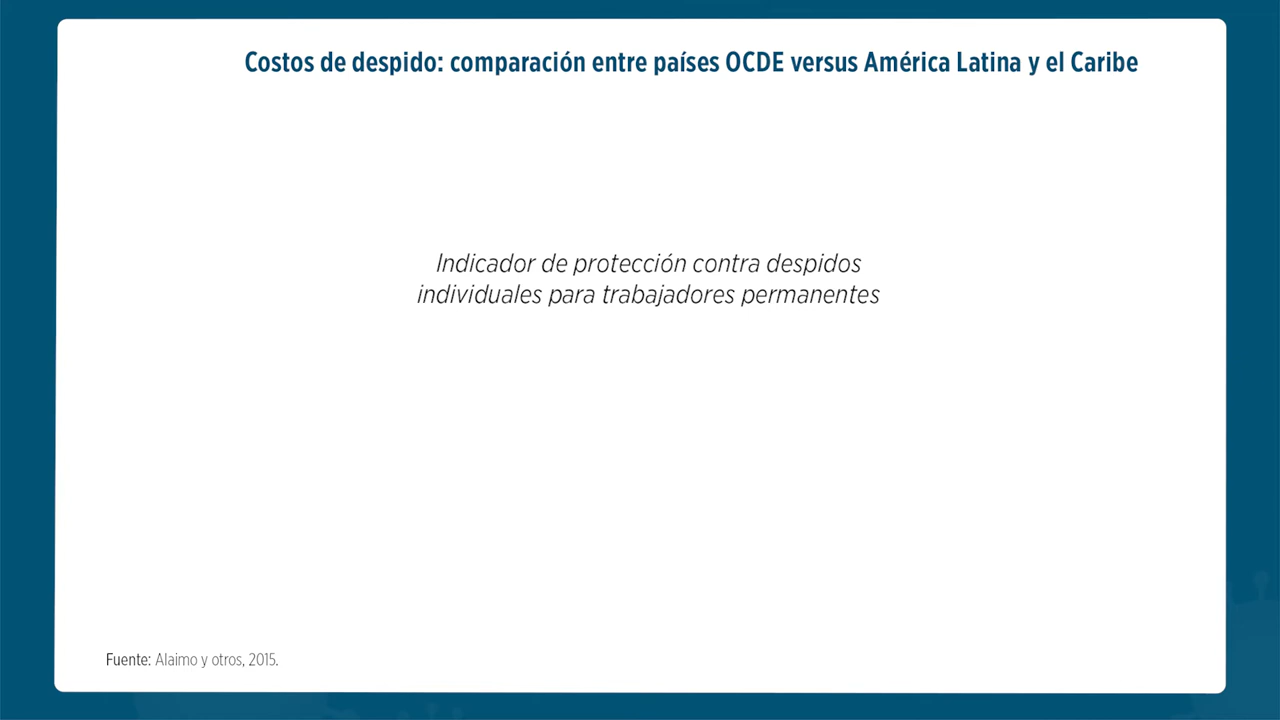 Costos de despido: comparación entre países OCDE versus América Latina y el Caribe
Indicador de protección contra despidos
individuales para trabajadores permanentes
Fuente: Alaimo y otros, 2015.